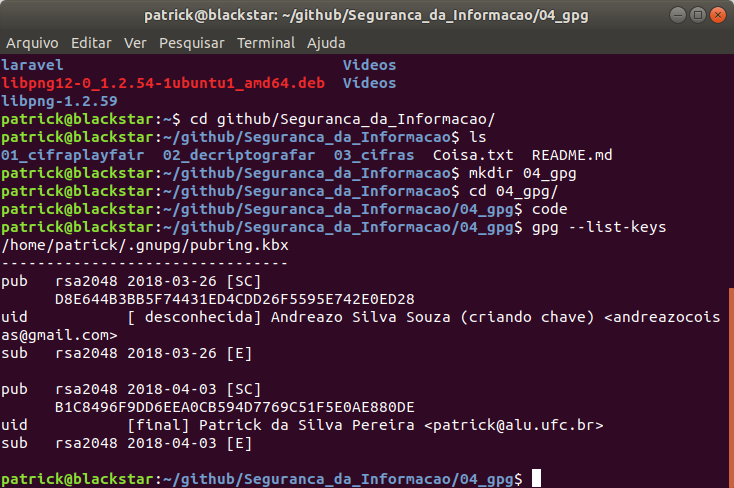 patrick@blackstar: ~/github/Seguranca_da_Informacao/04_gpg
Arquivo Editar Ver Pesquisar Terminal Ajuda
laravel Videos
libpng12-0_1.2.54-1ubuntu1_amd64.deb Vídeos
libpng-1.2.59
patrick@blackstar:~$ cd github/Seguranca_da_Informacao/
patrick@blackstar:~/github/Seguranca_da_Informacao$ ls
01_cifraplayfair 02_decriptografar 03_cifras Coisa.txt README.md
patrick@blackstar:~/github/Seguranca_da_Informacao$ mkdir 04_gpg
patrick@blackstar:~/github/Seguranca_da_Informacao$ cd 04_gpg/
patrick@blackstar:~/github/Seguranca_da_Informacao/04_gpg$ code
patrick@blackstar:~/github/Seguranca_da_Informacao/04_gpg$ gpg --list-keys
/home/patrick/.gnupg/pubring.kbx
--------------------------------
pub rsa2048 2018-03-26 [SC]
D8E644B3BB5F74431ED4CDD26F5595E742E0ED28
uid [ desconhecida] Andreazo Silva Souza (criando chave) <andreazocois
as@gmail.com>
sub rsa2048 2018-03-26 [E]
pub rsa2048 2018-04-03 [SC]
B1C8496F9DD6EEA0CB594D7769C51F5E0AE880DE
uid [final] Patrick da Silva Pereira <patrick@alu.ufc.br>
sub rsa2048 2018-04-03 [E]
patrick@blackstar:~/github/Seguranca_da_Informacao/04_gpg$